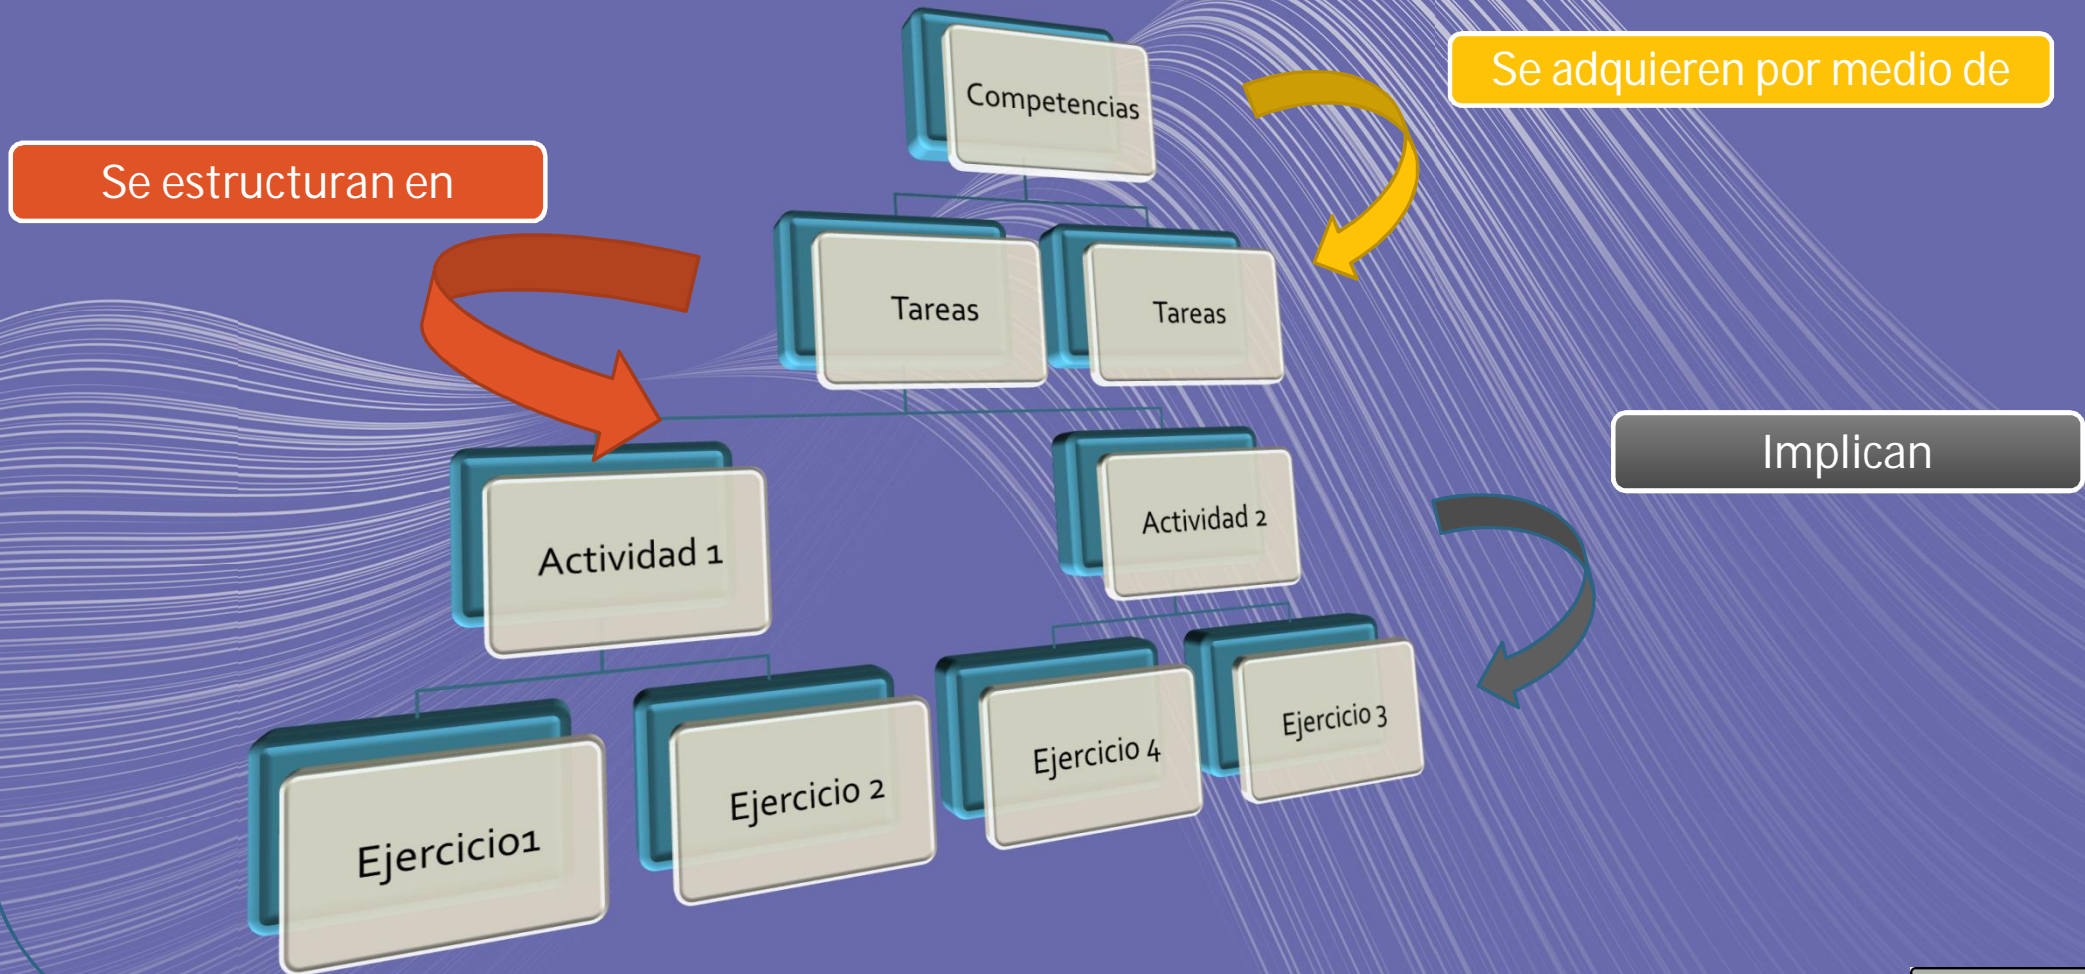 Competencias
Se adquieren por medio de
Se estructuran en
Tareas
Tareas
Implican
Actividad 1
Actividad 2
Ejercicio1
Ejercicio 2
Ejercicio 4
Ejercicio 3